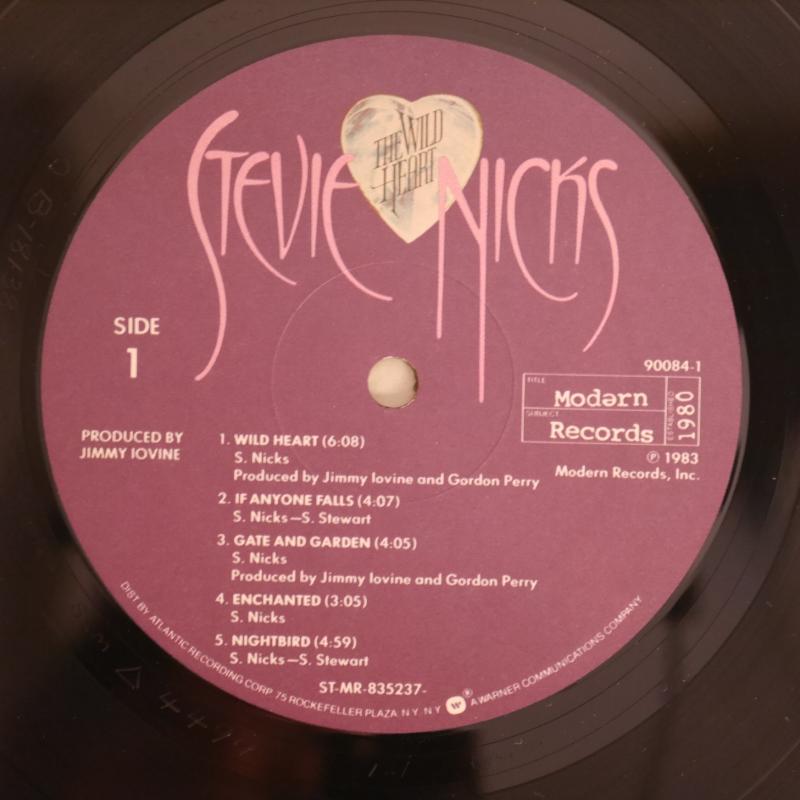 STEVIE NICKS
THE WILD
HEART
SIDE
1
90084-1
TITLE
Modərn
SUBJECT
Records
ESTABLISHED
1980
℗ 1983
Modern Records, Inc.
PRODUCED BY
JIMMY IOVINE
1. WILD HEART (6:08)
S. Nicks
Produced by Jimmy Iovine and Gordon Perry
2. IF ANYONE FALLS (4:07)
S. Nicks—S. Stewart
3. GATE AND GARDEN (4:05)
S. Nicks
Produced by Jimmy Iovine and Gordon Perry
4. ENCHANTED (3:05)
S. Nicks
5. NIGHTBIRD (4:59)
S. Nicks—S. Stewart
ST-MR-835237-
DIST BY ATLANTIC RECORDING CORP 75 ROCKEFELLER PLAZA N.Y. N.Y. W ® A WARNER COMMUNICATIONS COMPANY